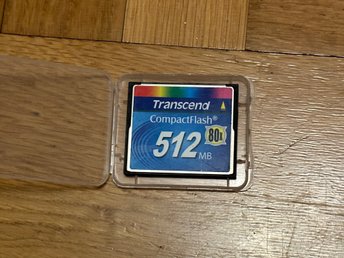 Transcend
CompactFlash®
80x
512 MB